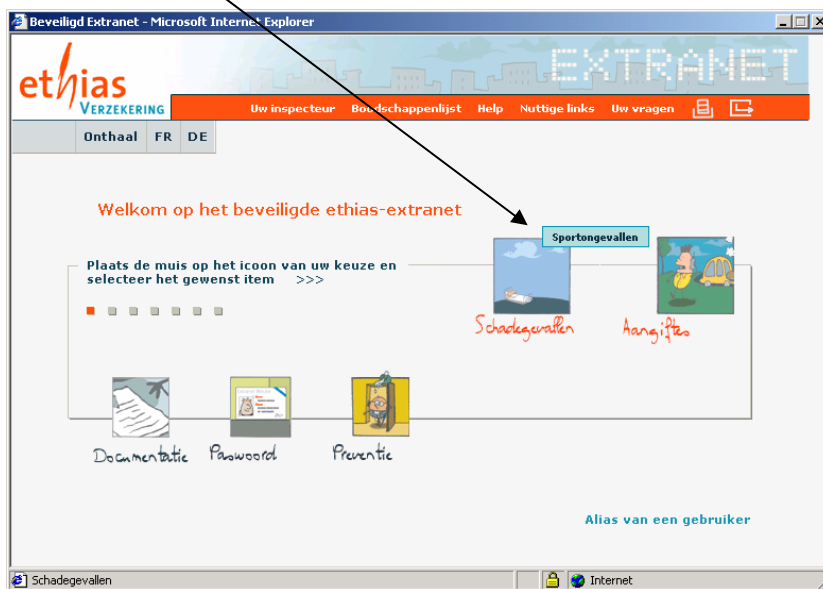 Beveiligd Extranet - Microsoft Internet Explorer
ethias
VERZEKERING
EXTRANET
Uw inspecteur Boodschappenlijst Help Nuttige links Uw vragen
Onthaal FR DE
Welkom op het beveiligde ethias-extranet
Sportongevallen
Plaats de muis op het icoon van uw keuze en
selecteer het gewenst item >>>
Schadegevallen Aangiftes
Documentatie Paswoord Preventie
Alias van een gebruiker
Schadegevallen Internet